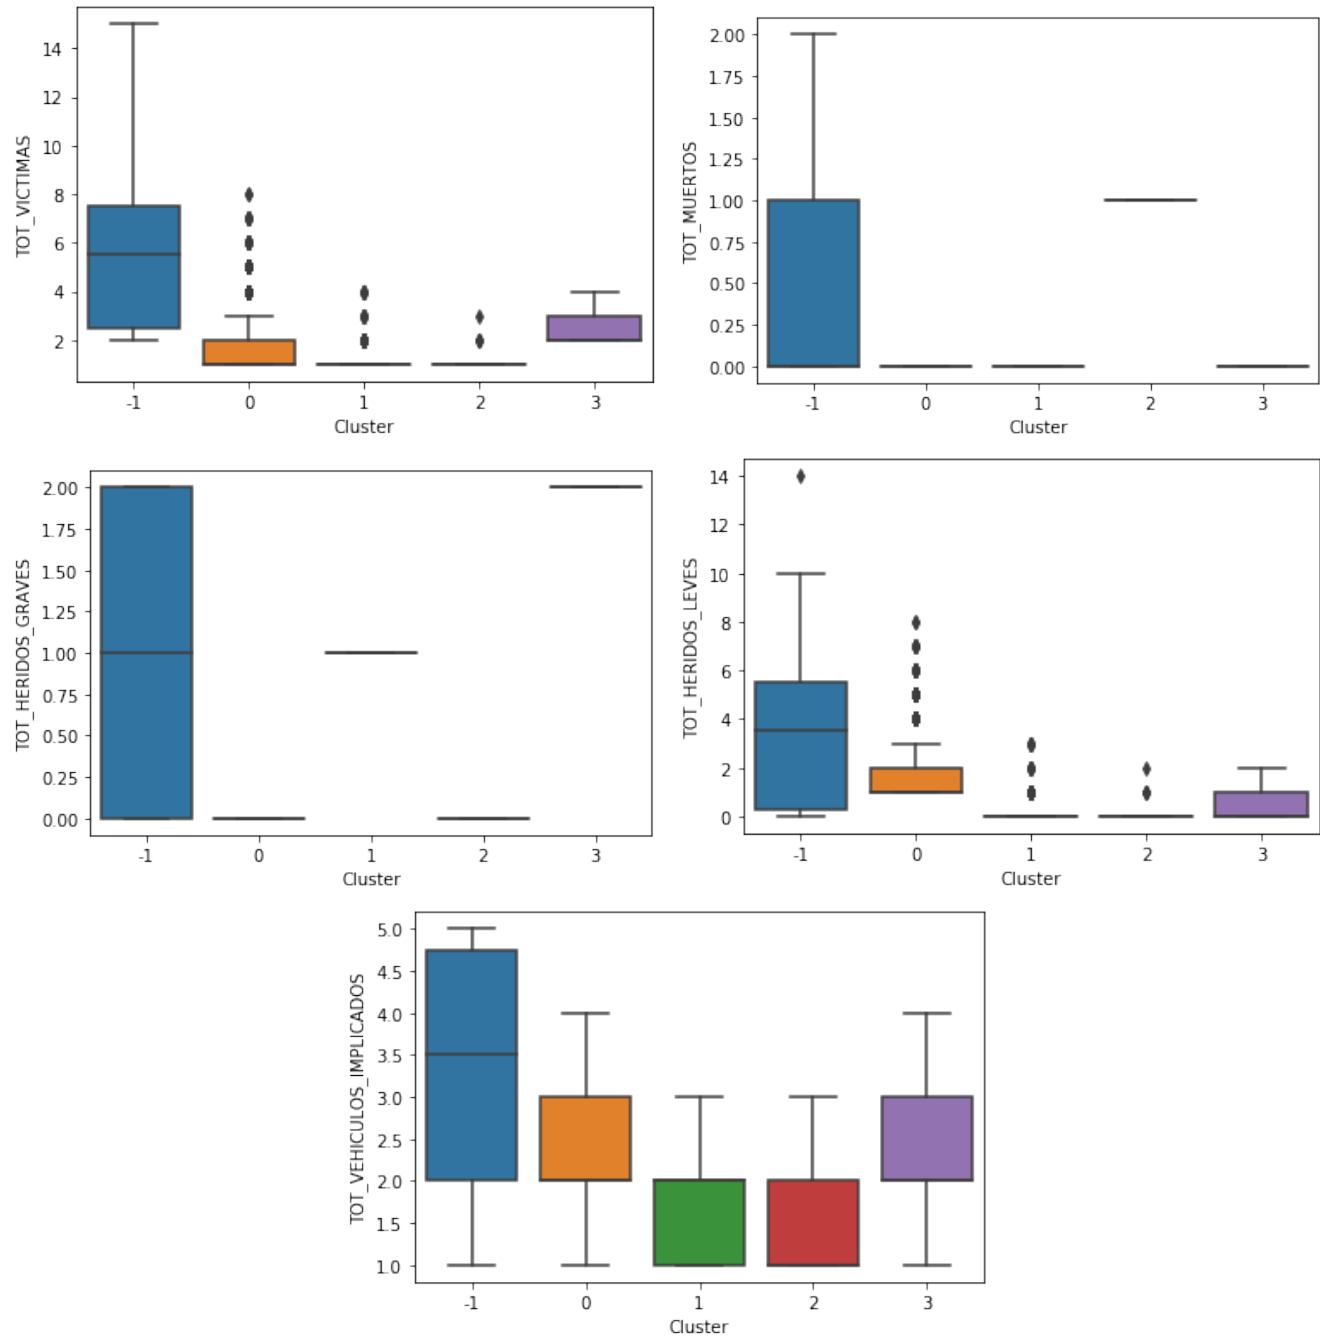 14
12
10
8
6
4
2
TOT_VICTIMAS
-1 0 1 2 3
Cluster
2.00
1.75
1.50
1.25
1.00
0.75
0.50
0.25
0.00
TOT_MUERTOS
-1 0 1 2 3
Cluster
2.00
1.75
1.50
1.25
1.00
0.75
0.50
0.25
0.00
TOT_HERIDOS_GRAVES
-1 0 1 2 3
Cluster
14
12
10
8
6
4
2
0
TOT_HERIDOS_LEVES
-1 0 1 2 3
Cluster
5.0
4.5
4.0
3.5
3.0
2.5
2.0
1.5
1.0
TOT_VEHICULOS_IMPLICADOS
-1 0 1 2 3
Cluster